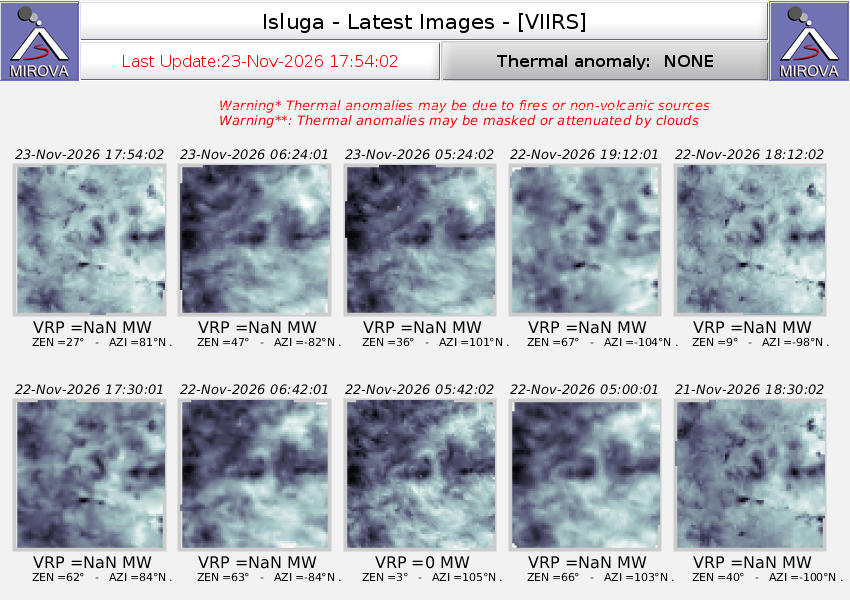 Isluga - Latest Images - [VIIRS]
MIROVA
Last Update:23-Nov-2026 17:54:02
Thermal anomaly: NONE
MIROVA
Warning* Thermal anomalies may be due to fires or non-volcanic sources
Warning**: Thermal anomalies may be masked or attenuated by clouds
23-Nov-2026 17:54:02 23-Nov-2026 06:24:01 23-Nov-2026 05:24:02 22-Nov-2026 19:12:01 22-Nov-2026 18:12:02
VRP =NaN MW VRP =NaN MW VRP =NaN MW VRP =NaN MW VRP =NaN MW
ZEN =27° - AZI =81°N . ZEN =47° - AZI =-82°N . ZEN =36° - AZI =101°N . ZEN =67° - AZI =-104°N . ZEN =9° - AZI =-98°N .
22-Nov-2026 17:30:01 22-Nov-2026 06:42:01 22-Nov-2026 05:42:02 22-Nov-2026 05:00:01 21-Nov-2026 18:30:02
VRP =NaN MW VRP =NaN MW VRP =0 MW VRP =NaN MW VRP =NaN MW
ZEN =62° - AZI =84°N . ZEN =63° - AZI =-84°N . ZEN =3° - AZI =105°N . ZEN =66° - AZI =103°N . ZEN =40° - AZI =-100°N .